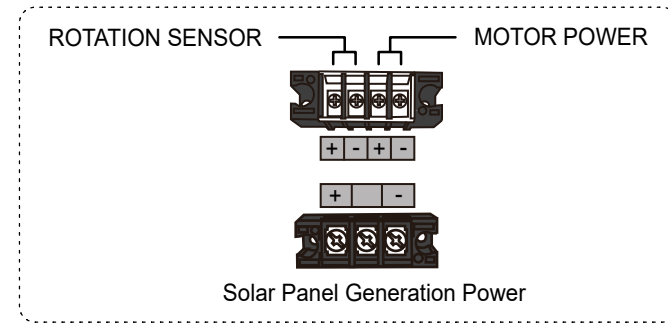 ROTATION SENSOR MOTOR POWER
+ - + -
+ -
Solar Panel Generation Power